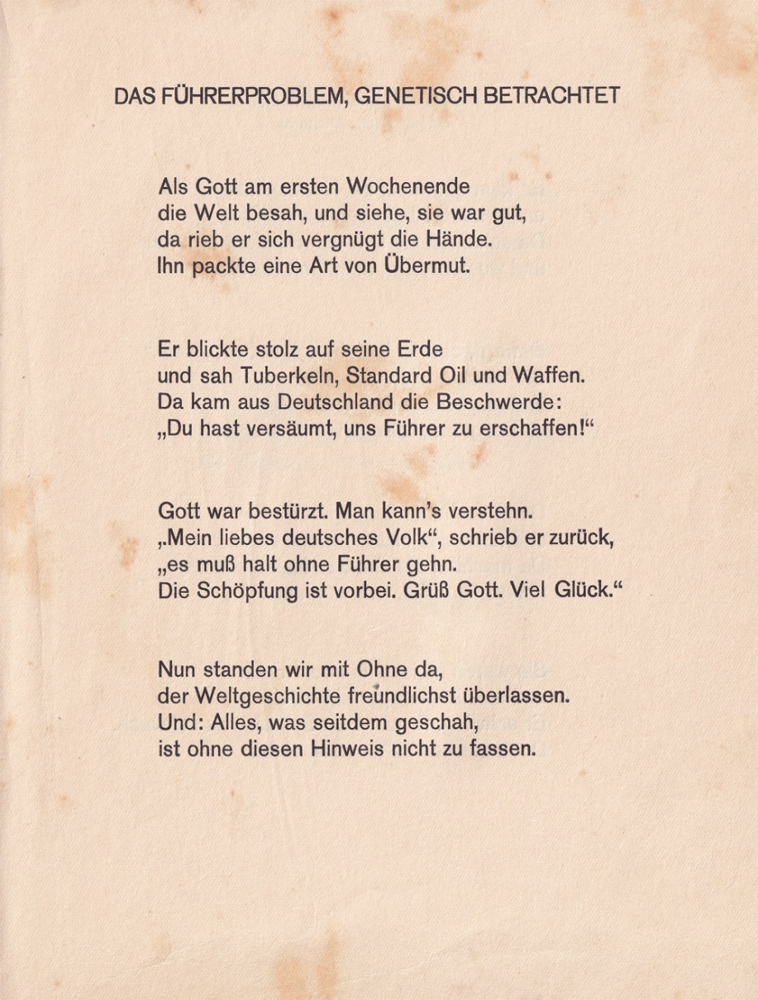 DAS FÜHRERPROBLEM, GENETISCH BETRACHTET
Als Gott am ersten Wochenende
die Welt besah, und siehe, sie war gut,
da rieb er sich vergnügt die Hände.
Ihn packte eine Art von Übermut.
Er blickte stolz auf seine Erde
und sah Tuberkeln, Standard Oil und Waffen.
Da kam aus Deutschland die Beschwerde:
„Du hast versäumt, uns Führer zu erschaffen!“
Gott war bestürzt. Man kann's verstehn.
„Mein liebes deutsches Volk“, schrieb er zurück,
„es muß halt ohne Führer gehn.
Die Schöpfung ist vorbei. Grüß Gott. Viel Glück.“
Nun standen wir mit Ohne da,
der Weltgeschichte freundlichst überlassen.
Und: Alles, was seitdem geschah,
ist ohne diesen Hinweis nicht zu fassen.